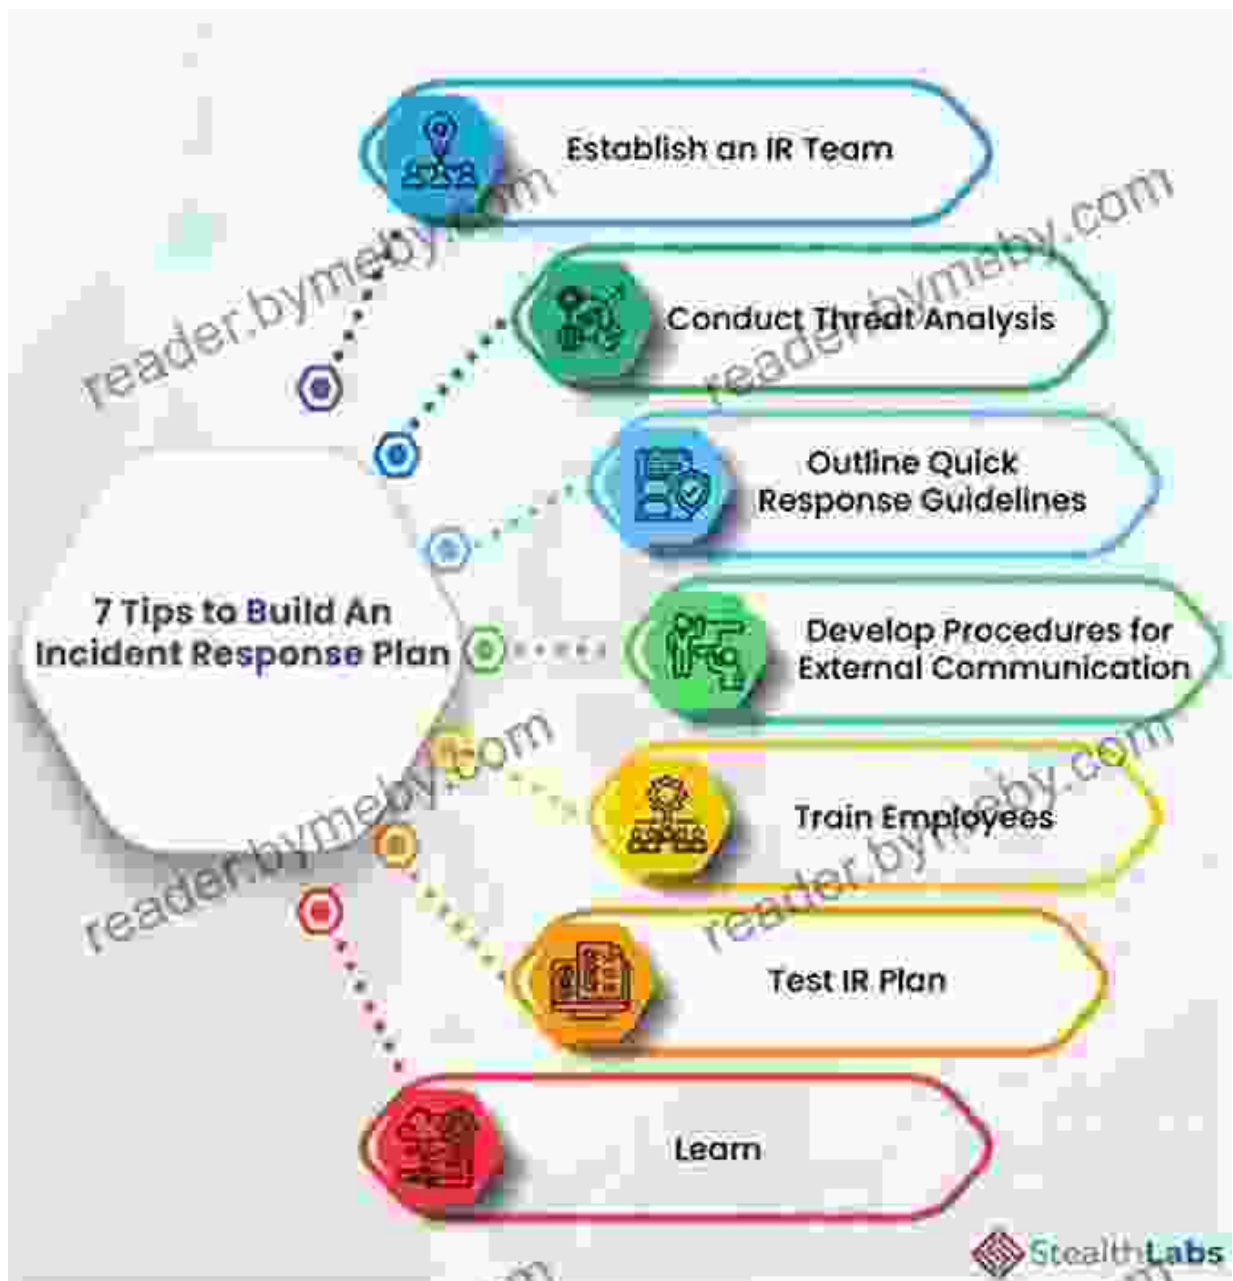 Establish an IR Team
reader.bymeby.com
reader.bymeby.com
Conduct Threat Analysis
Outline Quick
Response Guidelines
7 Tips to Build An
Incident Response Plan
Develop Procedures for
External Communication
reader.bymeby.com
reader.bymeby.com
Train Employees
Test IR Plan
Learn
StealthLabs